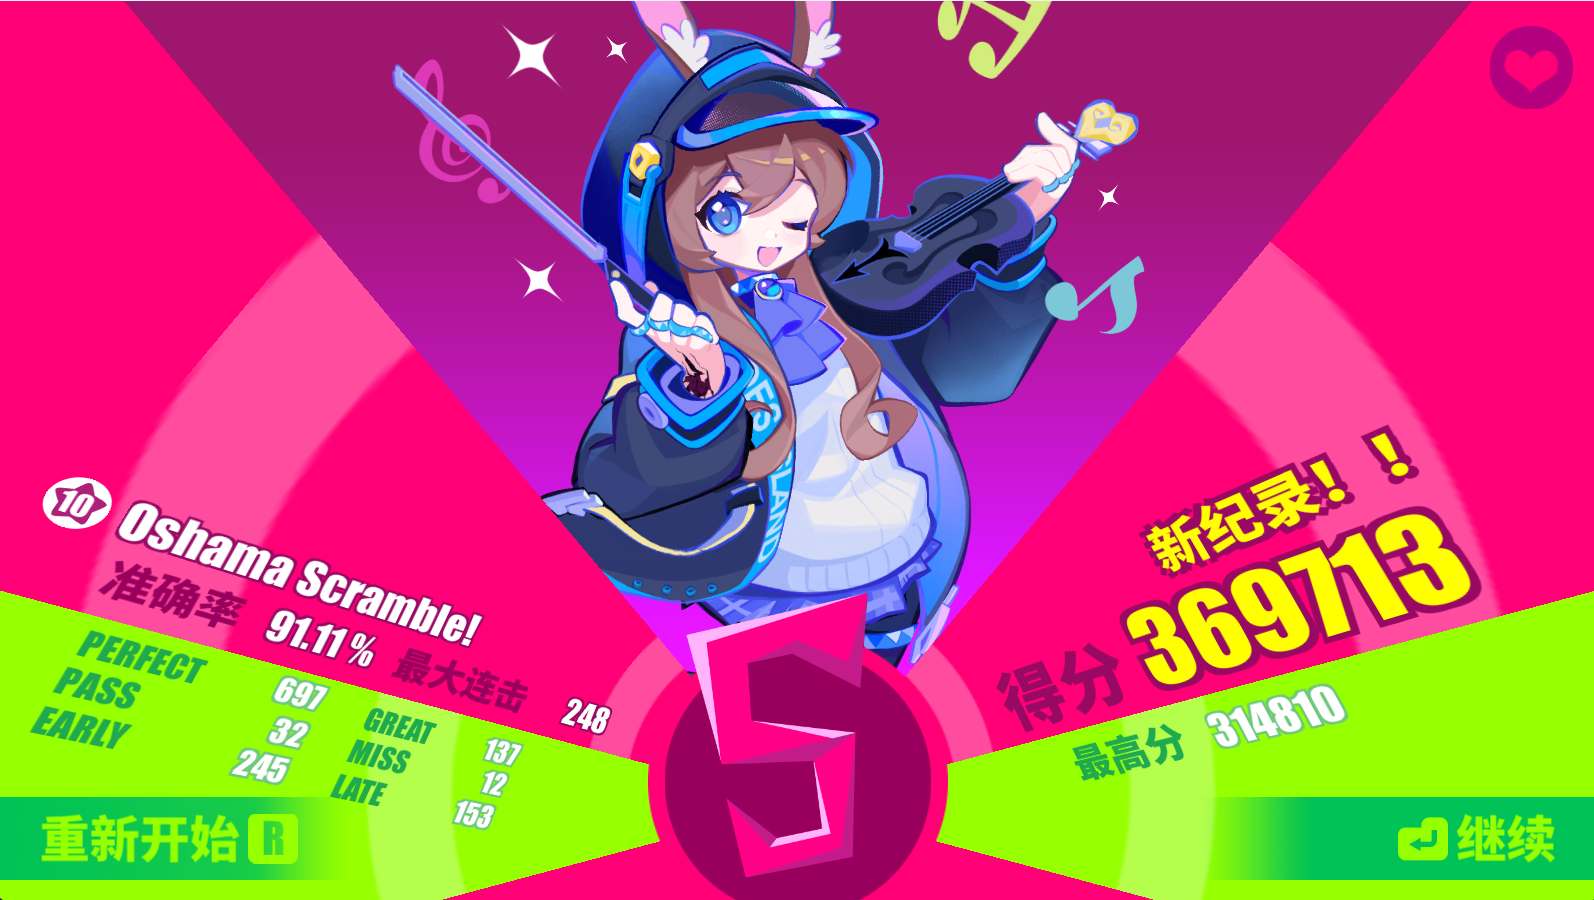 10
Oshama Scramble!
准确率 91.11%
最大连击 248
PERFECT 697
GREAT 137
PASS 32
MISS 12
EARLY 245
LATE 153
重新开始 R
新纪录！！
得分 369713
最高分 314810
继续
LAND